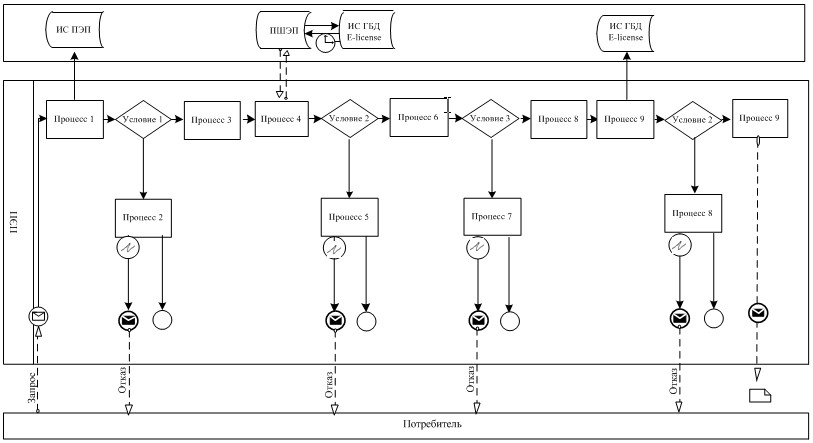 ИС ПЭП
ПШЭП
ИС ГБД
E-license
ИС ГБД
E-license
ПЭП
Процесс 1
Условие 1
Процесс 3
Процесс 4
Условие 2
Процесс 6
Условие 3
Процесс 8
Процесс 9
Условие 2
Процесс 9
Процесс 2
Процесс 5
Процесс 7
Процесс 8
Запрос
Отказ
Отказ
Отказ
Отказ
Потребитель